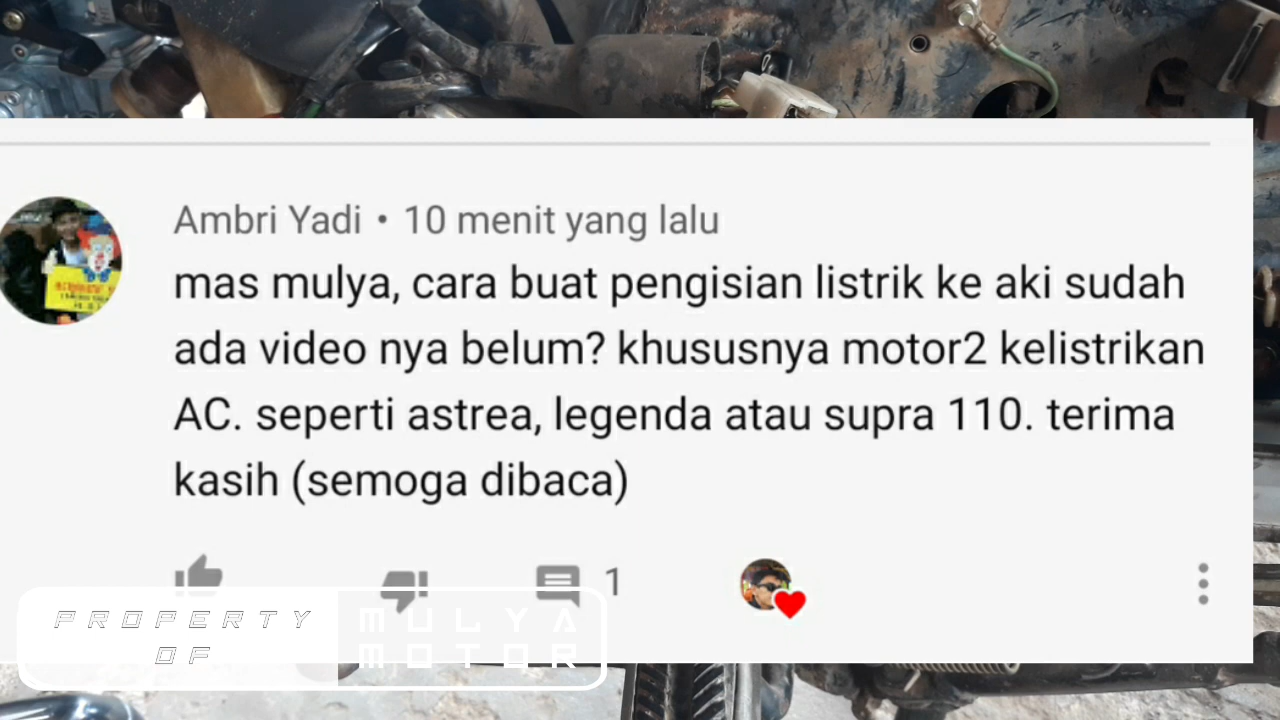 Ambri Yadi • 10 menit yang lalu
mas mulya, cara buat pengisian listrik ke aki sudah
ada video nya belum? khususnya motor2 kelistrikan
AC. seperti astrea, legenda atau supra 110. terima
kasih (semoga dibaca)
1
PROPERTY
OF
MULYA
MOTOR